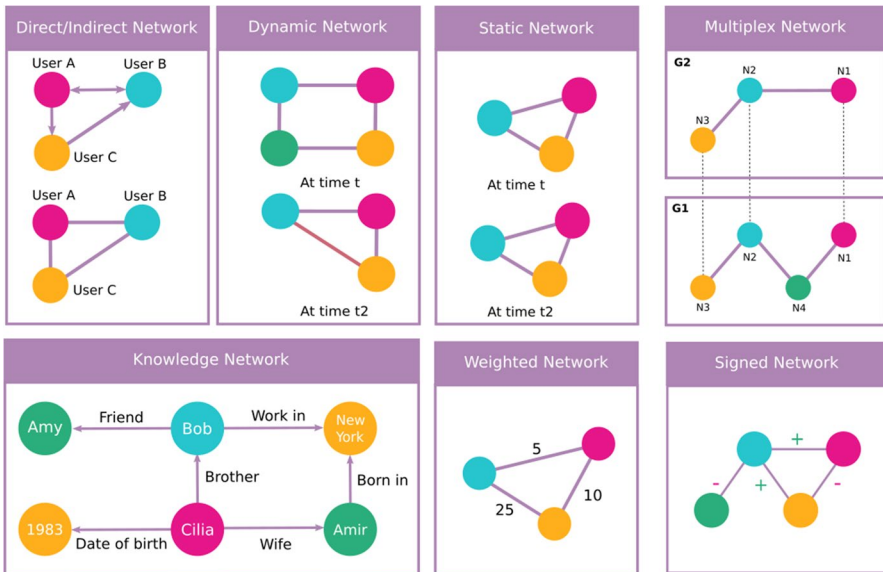 Direct/Indirect Network
User A
User B
User C
User A
User B
User C
Dynamic Network
At time t
At time t2
Static Network
At time t
At time t2
Multiplex Network
G2
N2
N1
N3
G1
N2
N1
N3
N4
Knowledge Network
Amy
Friend
Bob
Work in
New
York
Brother
Born in
1983
Date of birth
Cilia
Wife
Amir
Weighted Network
5
25
10
Signed Network
+
-
+
-